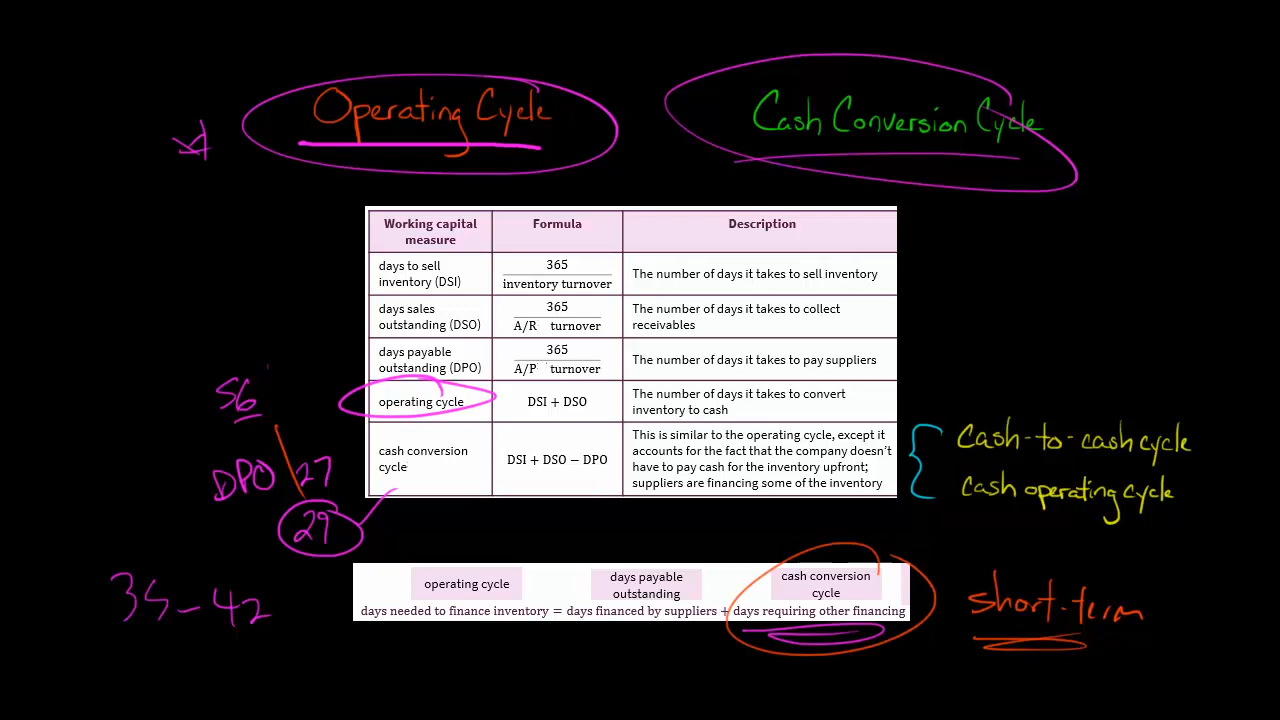 Operating Cycle
Cash Conversion Cycle
Working capital measure
Formula
Description
days to sell inventory (DSI)
365
inventory turnover
The number of days it takes to sell inventory
days sales outstanding (DSO)
365
A/R turnover
The number of days it takes to collect receivables
days payable outstanding (DPO)
365
A/P turnover
The number of days it takes to pay suppliers
operating cycle
DSI + DSO
The number of days it takes to convert inventory to cash
cash conversion cycle
DSI + DSO − DPO
This is similar to the operating cycle, except it accounts for the fact that the company doesn't have to pay cash for the inventory upfront; suppliers are financing some of the inventory
56
DPO 27
29
Cash-to-cash cycle
Cash operating cycle
operating cycle
days payable outstanding
cash conversion cycle
days needed to finance inventory = days financed by suppliers + days requiring other financing
35-42
short-term